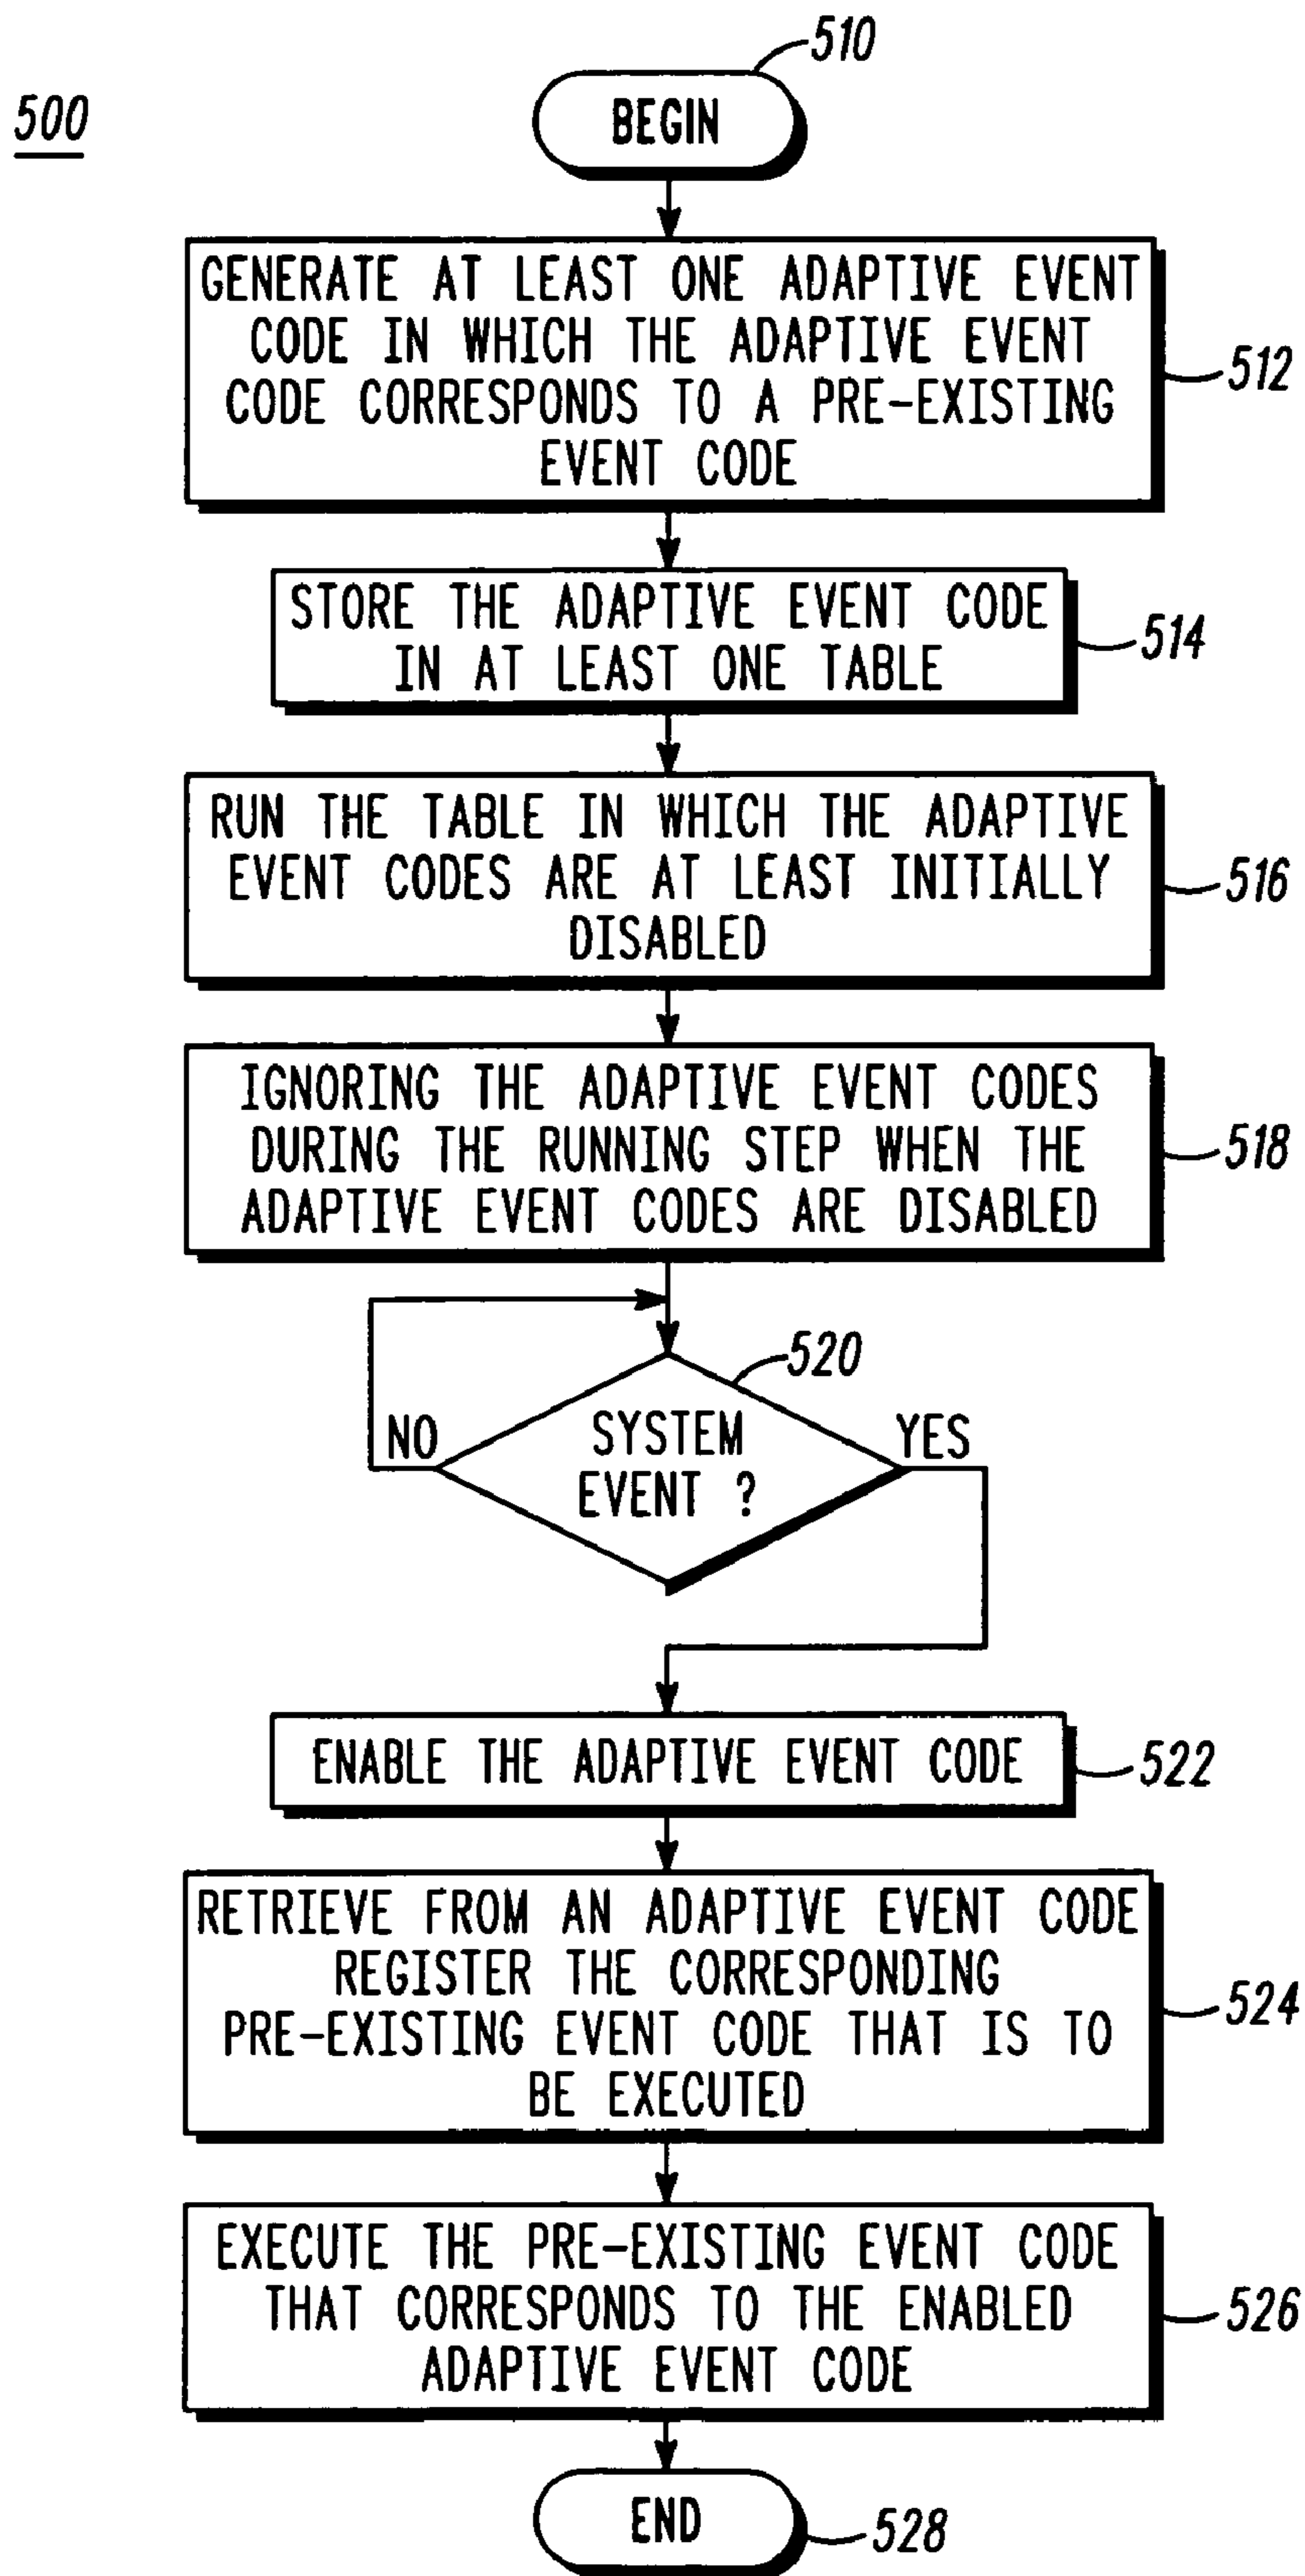 510
500
BEGIN
GENERATE AT LEAST ONE ADAPTIVE EVENT
CODE IN WHICH THE ADAPTIVE EVENT
CODE CORRESPONDS TO A PRE-EXISTING
EVENT CODE
512
STORE THE ADAPTIVE EVENT CODE
IN AT LEAST ONE TABLE
514
RUN THE TABLE IN WHICH THE ADAPTIVE
EVENT CODES ARE AT LEAST INITIALLY
DISABLED
516
IGNORING THE ADAPTIVE EVENT CODES
DURING THE RUNNING STEP WHEN THE
ADAPTIVE EVENT CODES ARE DISABLED
518
520
NO
SYSTEM
EVENT ?
YES
ENABLE THE ADAPTIVE EVENT CODE
522
RETRIEVE FROM AN ADAPTIVE EVENT CODE
REGISTER THE CORRESPONDING
PRE-EXISTING EVENT CODE THAT IS TO
BE EXECUTED
524
EXECUTE THE PRE-EXISTING EVENT CODE
THAT CORRESPONDS TO THE ENABLED
ADAPTIVE EVENT CODE
526
END
528